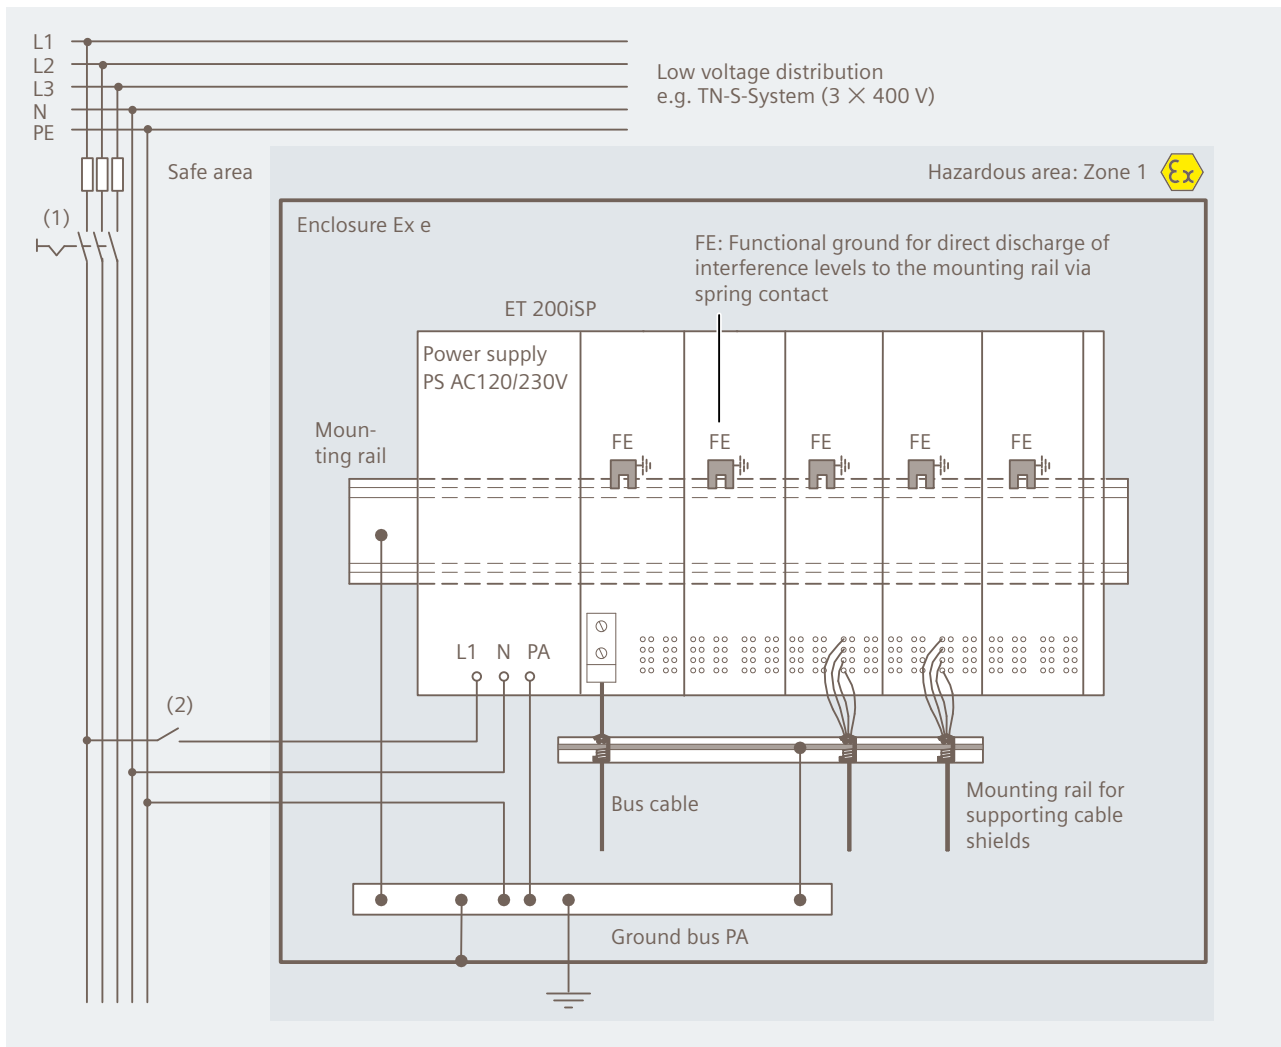 L1
L2
L3
N
PE
Low voltage distribution
e.g. TN-S-System (3 × 400 V)
Safe area
Hazardous area: Zone 1
Ex
(1)
Enclosure Ex e
FE: Functional ground for direct discharge of
interference levels to the mounting rail via
spring contact
ET 200iSP
Power supply
PS AC120/230V
Moun-
ting rail
FE
FE
FE
FE
FE
L1
N
PA
(2)
Bus cable
Mounting rail for
supporting cable
shields
Ground bus PA